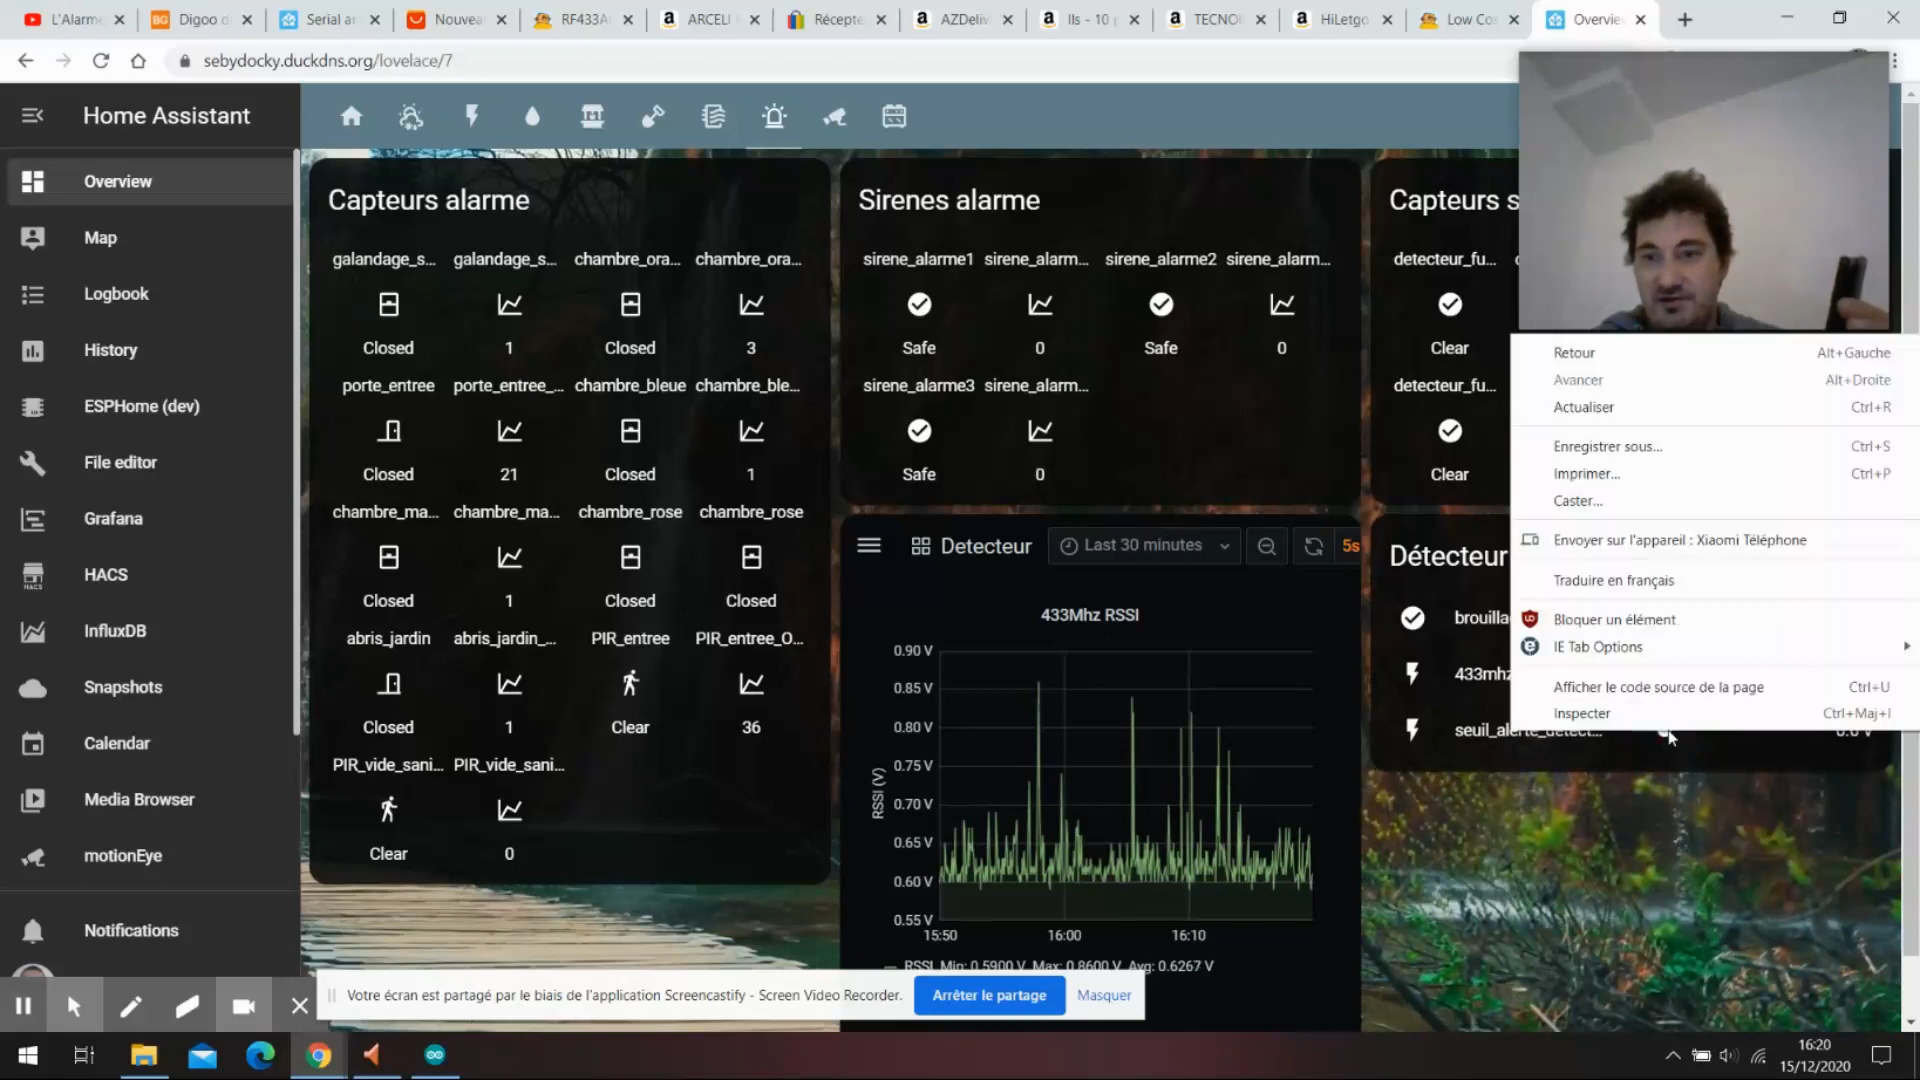 L'Alarme
Digoo d
Serial ar
Nouvea
RF433A
ARCELI
Récepte
AZDeliv
Ils - 10 p
TECNO
HiLetgo
Low Co
Overvie
sebydocky.duckdns.org/lovelace/7
Home Assistant
Overview
Map
Logbook
History
ESPHome (dev)
File editor
Grafana
HACS
HACS
InfluxDB
Snapshots
Calendar
Media Browser
motionEye
Notifications
Capteurs alarme
galandage_s... galandage_s... chambre_ora... chambre_ora...
Closed 1 Closed 3
porte_entree porte_entree_... chambre_bleue chambre_ble...
Closed 21 Closed 1
chambre_ma... chambre_ma... chambre_rose chambre_rose
Closed 1 Closed Closed
abris_jardin abris_jardin_... PIR_entree PIR_entree_O...
Closed 1 Clear 36
PIR_vide_sani... PIR_vide_sani...
Clear 0
Sirenes alarme
sirene_alarme1 sirene_alarm... sirene_alarme2 sirene_alarm...
Safe 0 Safe 0
sirene_alarme3 sirene_alarm...
Safe 0
Detecteur
Last 30 minutes
5s
433Mhz RSSI
RSSI (V)
0.90 V
0.85 V
0.80 V
0.75 V
0.70 V
0.65 V
0.60 V
0.55 V
15:50 16:00 16:10
RSSI Min: 0.5900 V Max: 0.8600 V Avg: 0.6267 V
Capteurs s
detecteur_fu...
Clear
detecteur_fu...
Clear
Détecteur
brouilla
433mhz
seuil_alerte_detect... 0.0 V
Retour Alt+Gauche
Avancer Alt+Droite
Actualiser Ctrl+R
Enregistrer sous... Ctrl+S
Imprimer... Ctrl+P
Caster...
Envoyer sur l'appareil : Xiaomi Téléphone
Traduire en français
Bloquer un élément
IE Tab Options
Afficher le code source de la page Ctrl+U
Inspecter Ctrl+Maj+I
Votre écran est partagé par le biais de l'application Screencastify - Screen Video Recorder.
Arrêter le partage
Masquer
16:20
15/12/2020